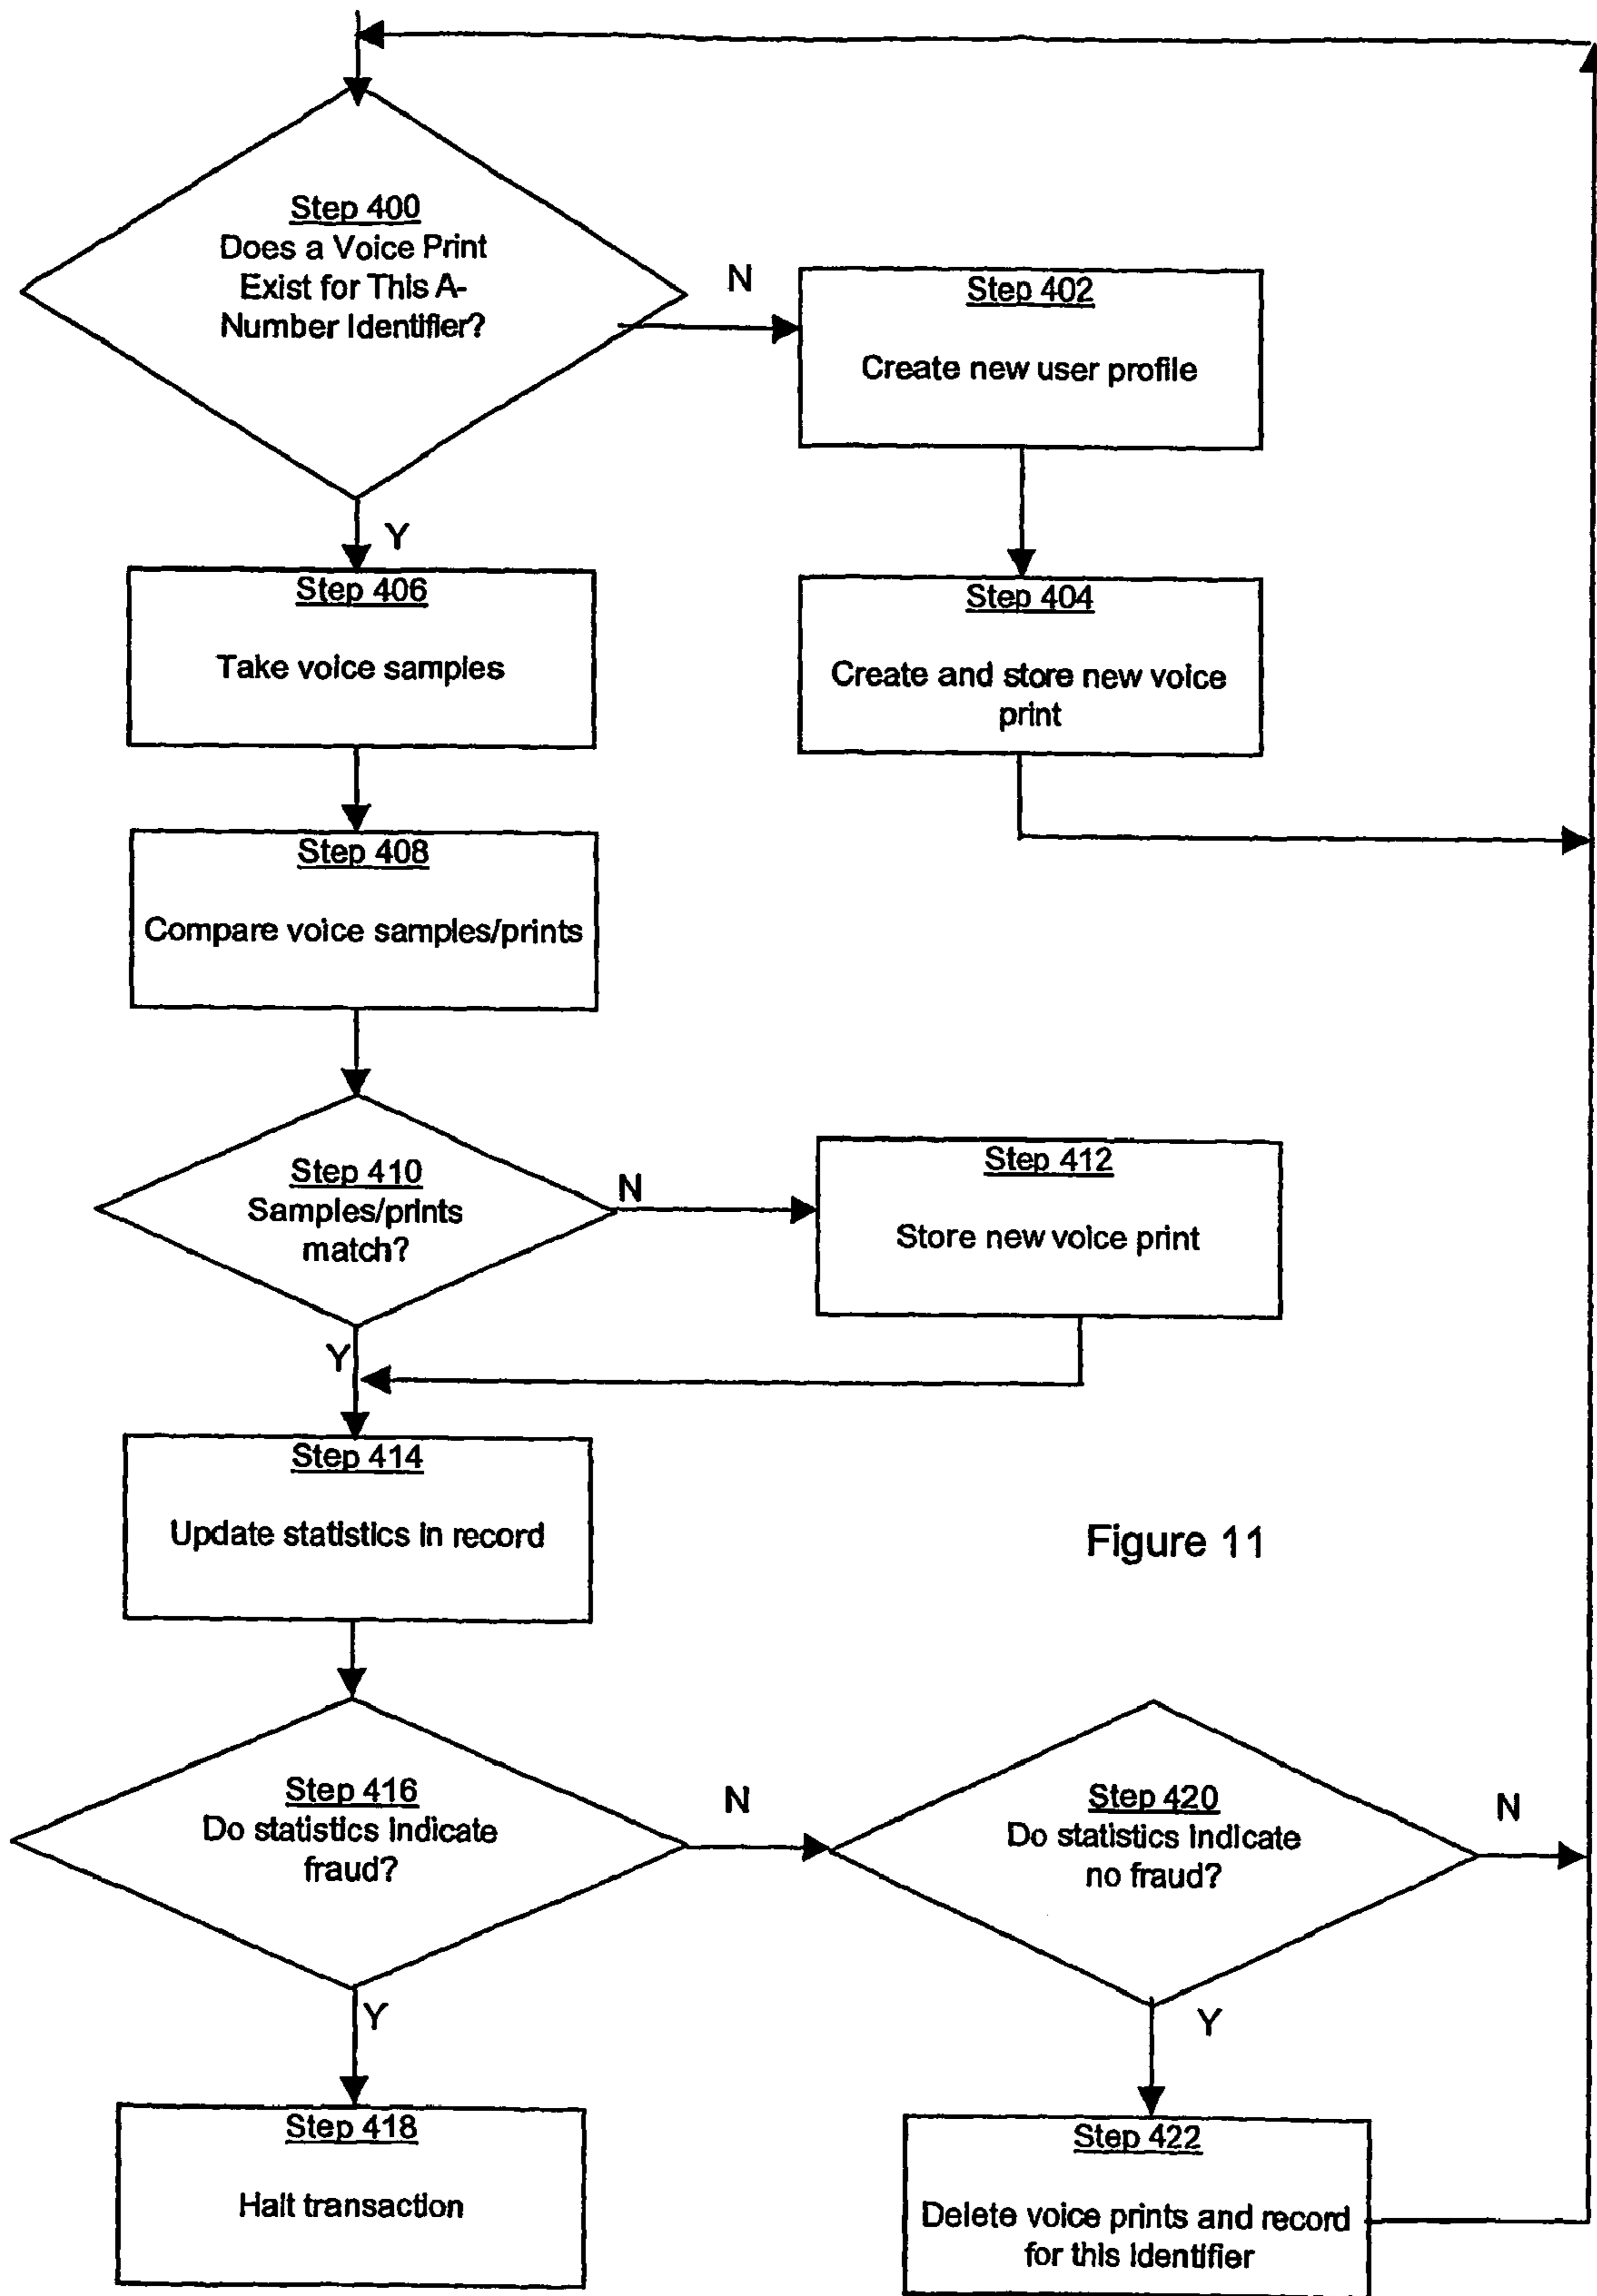 Step 400
Does a Voice Print
Exist for This A-
Number Identifier?
N
Step 402
Create new user profile
Y
Step 406
Take voice samples
Step 404
Create and store new voice
print
Step 408
Compare voice samples/prints
Step 410
Samples/prints
match?
N
Step 412
Store new voice print
Y
Step 414
Update statistics in record
Figure 11
Step 416
Do statistics indicate
fraud?
N
Step 420
Do statistics indicate
no fraud?
N
Y
Y
Step 418
Halt transaction
Step 422
Delete voice prints and record
for this identifier